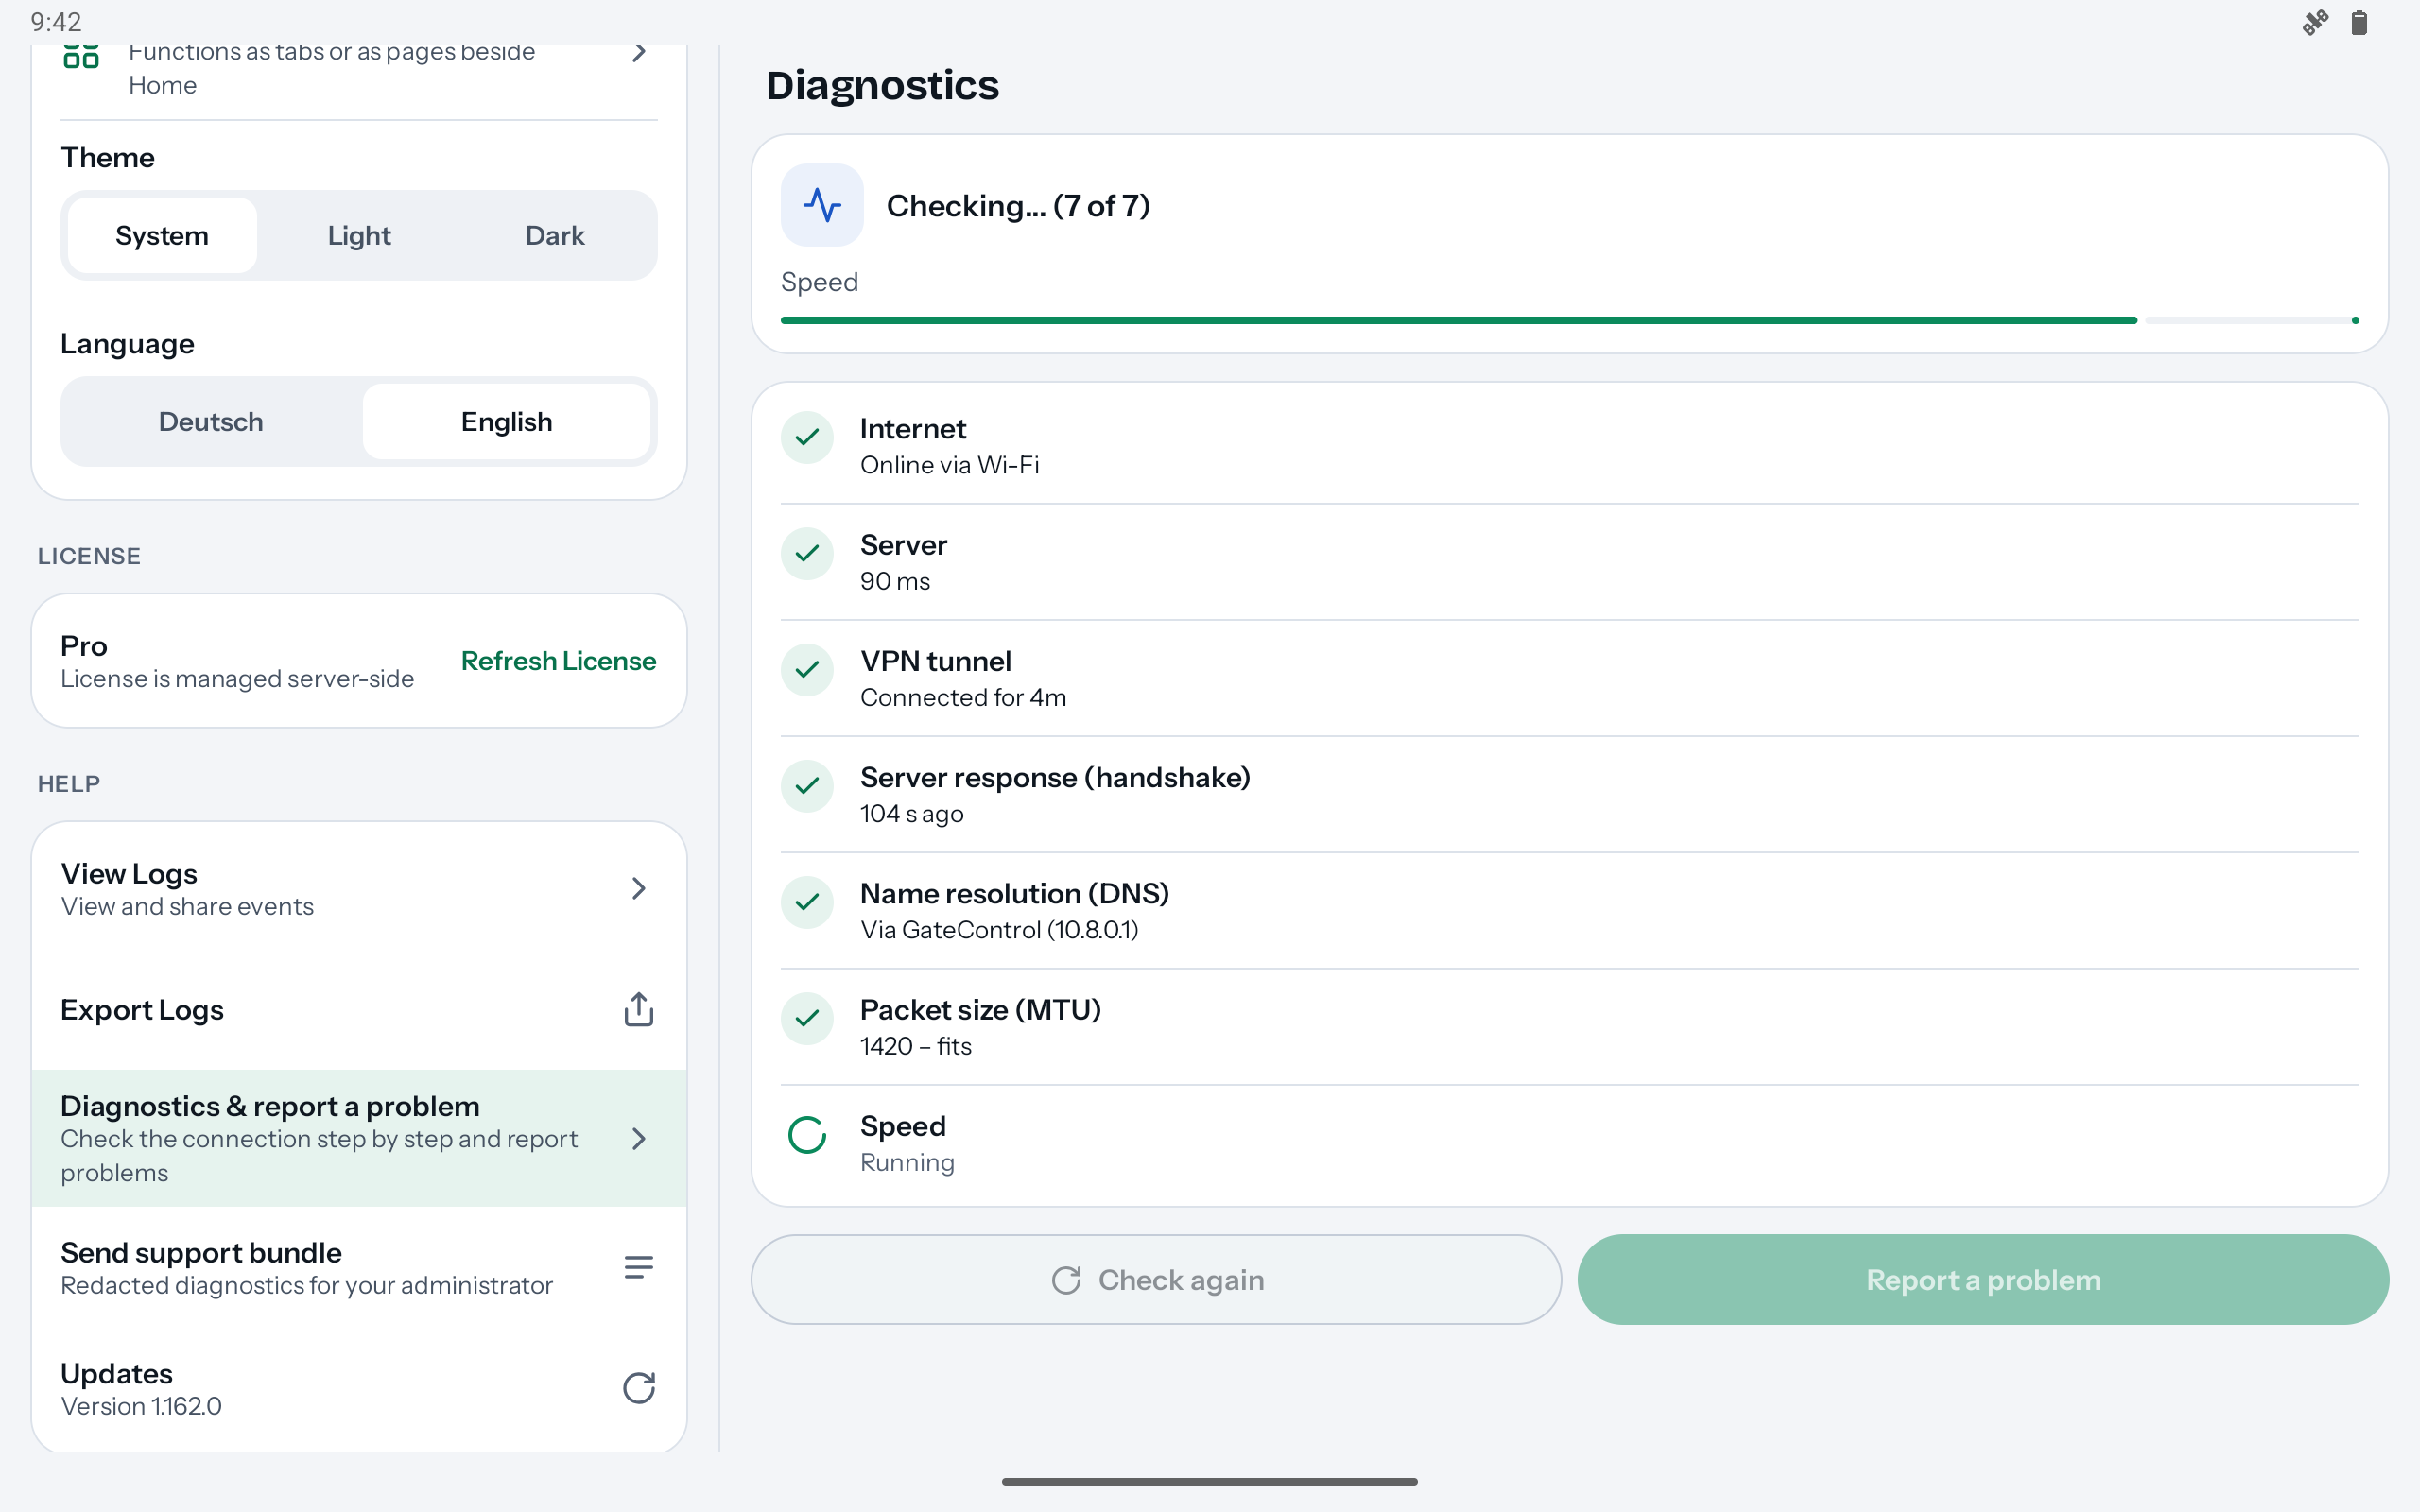 9:42
Functions as tabs or as pages beside
Home
Theme
System
Light
Dark
Language
Deutsch
English
LICENSE
Pro
License is managed server-side
Refresh License
HELP
View Logs
View and share events
Export Logs
Diagnostics & report a problem
Check the connection step by step and report
problems
Send support bundle
Redacted diagnostics for your administrator
Updates
Version 1.162.0
Diagnostics
Checking... (7 of 7)
Speed
Internet
Online via Wi-Fi
Server
90 ms
VPN tunnel
Connected for 4m
Server response (handshake)
104 s ago
Name resolution (DNS)
Via GateControl (10.8.0.1)
Packet size (MTU)
1420 – fits
Speed
Running
Check again
Report a problem